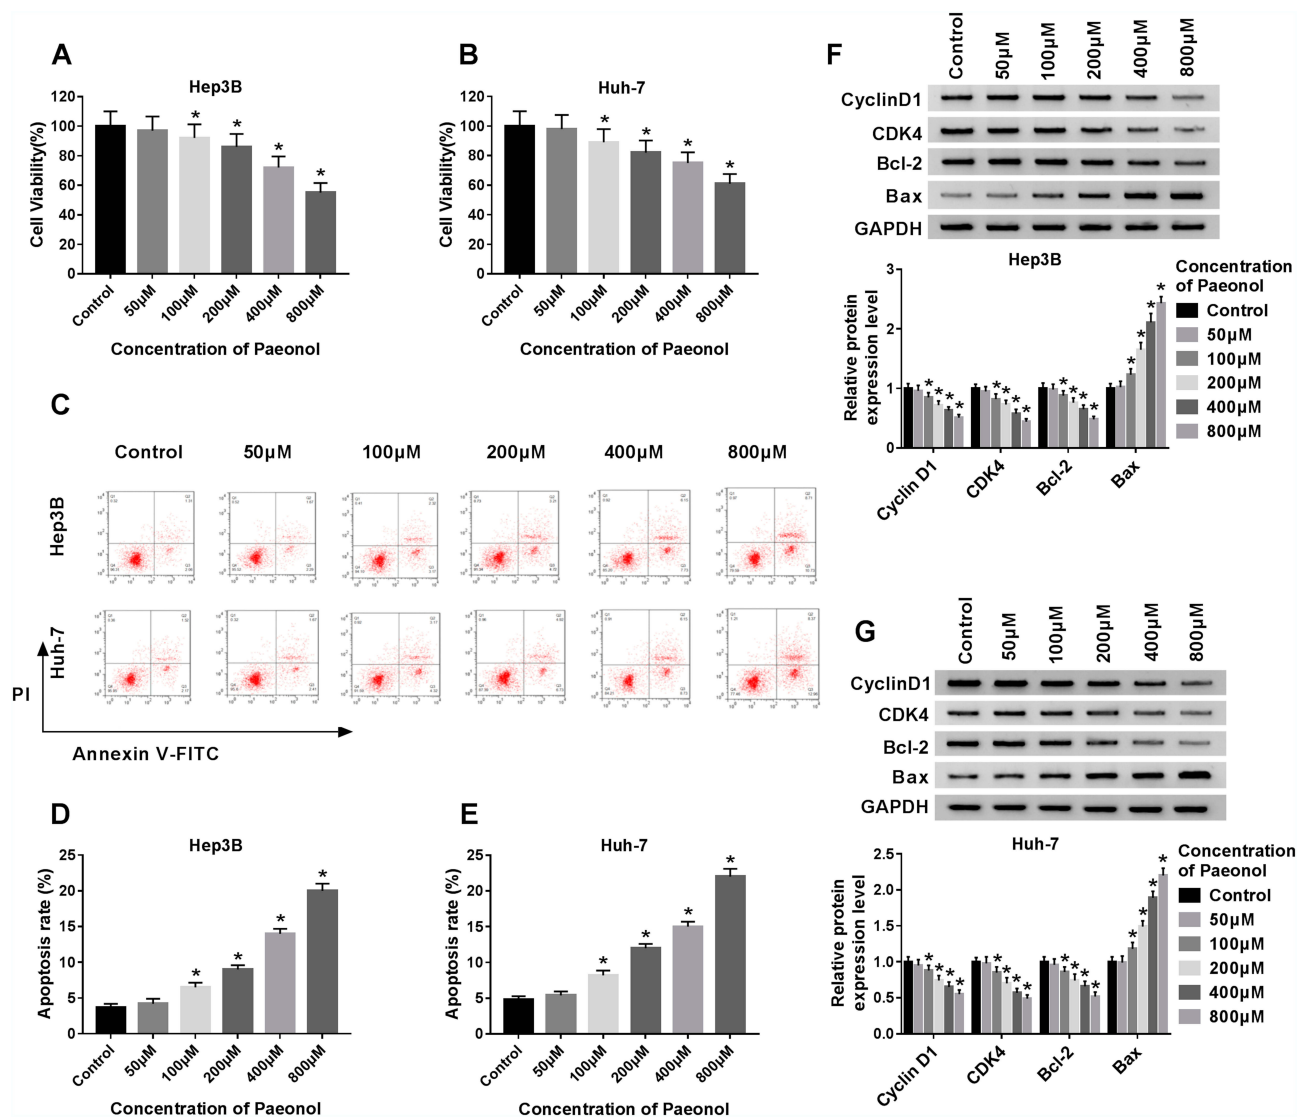 A
Hep3B
Cell Viability(%)
120
100
80
60
40
20
0
* * * *
Control 50μM 100μM 200μM 400μM 800μM
Concentration of Paeonol
B
Huh-7
Cell Viability(%)
120
100
80
60
40
20
0
* * * *
Control 50μM 100μM 200μM 400μM 800μM
Concentration of Paeonol
C
Control 50μM 100μM 200μM 400μM 800μM
Hep3B
Huh-7
PI
Annexin V-FITC
D
Hep3B
Apoptosis rate (%)
25
20
15
10
5
0
* * * *
Control 50μM 100μM 200μM 400μM 800μM
Concentration of Paeonol
E
Huh-7
Apoptosis rate (%)
25
20
15
10
5
0
* * * *
Control 50μM 100μM 200μM 400μM 800μM
Concentration of Paeonol
F
Control 50μM 100μM 200μM 400μM 800μM
CyclinD1
CDK4
Bcl-2
Bax
GAPDH
Hep3B
Relative protein
expression level
3
2
1
0
* * * * * * * * * * * * * * * *
Cyclin D1 CDK4 Bcl-2 Bax
Concentration
of Paeonol
Control
50μM
100μM
200μM
400μM
800μM
G
Control 50μM 100μM 200μM 400μM 800μM
CyclinD1
CDK4
Bcl-2
Bax
GAPDH
Huh-7
Relative protein
expression level
2.5
2.0
1.5
1.0
0.5
0.0
* * * * * * * * * * * * * * * *
Cyclin D1 CDK4 Bcl-2 Bax
Concentration
of Paeonol
Control
50μM
100μM
200μM
400μM
800μM